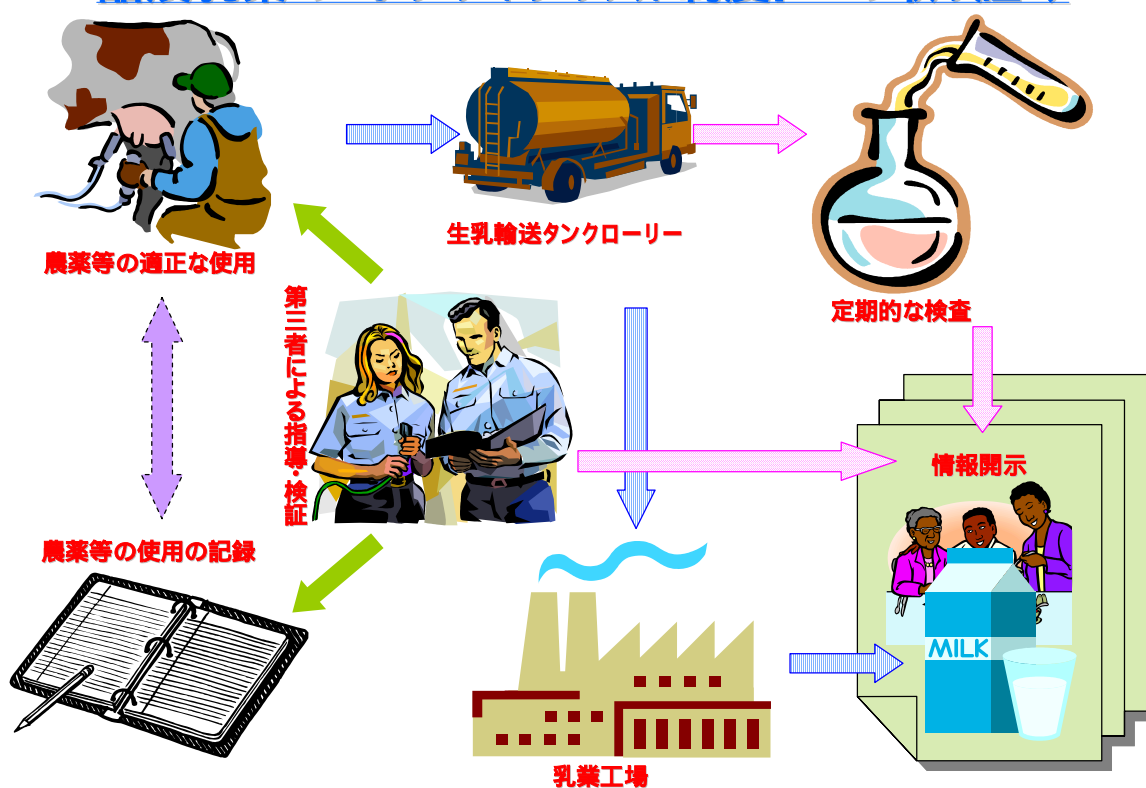 生乳輸送タンクローリー
農薬等の適正な使用
第三者による指導・検証
定期的な検査
情報開示
農薬等の使用の記録
MILK
乳業工場